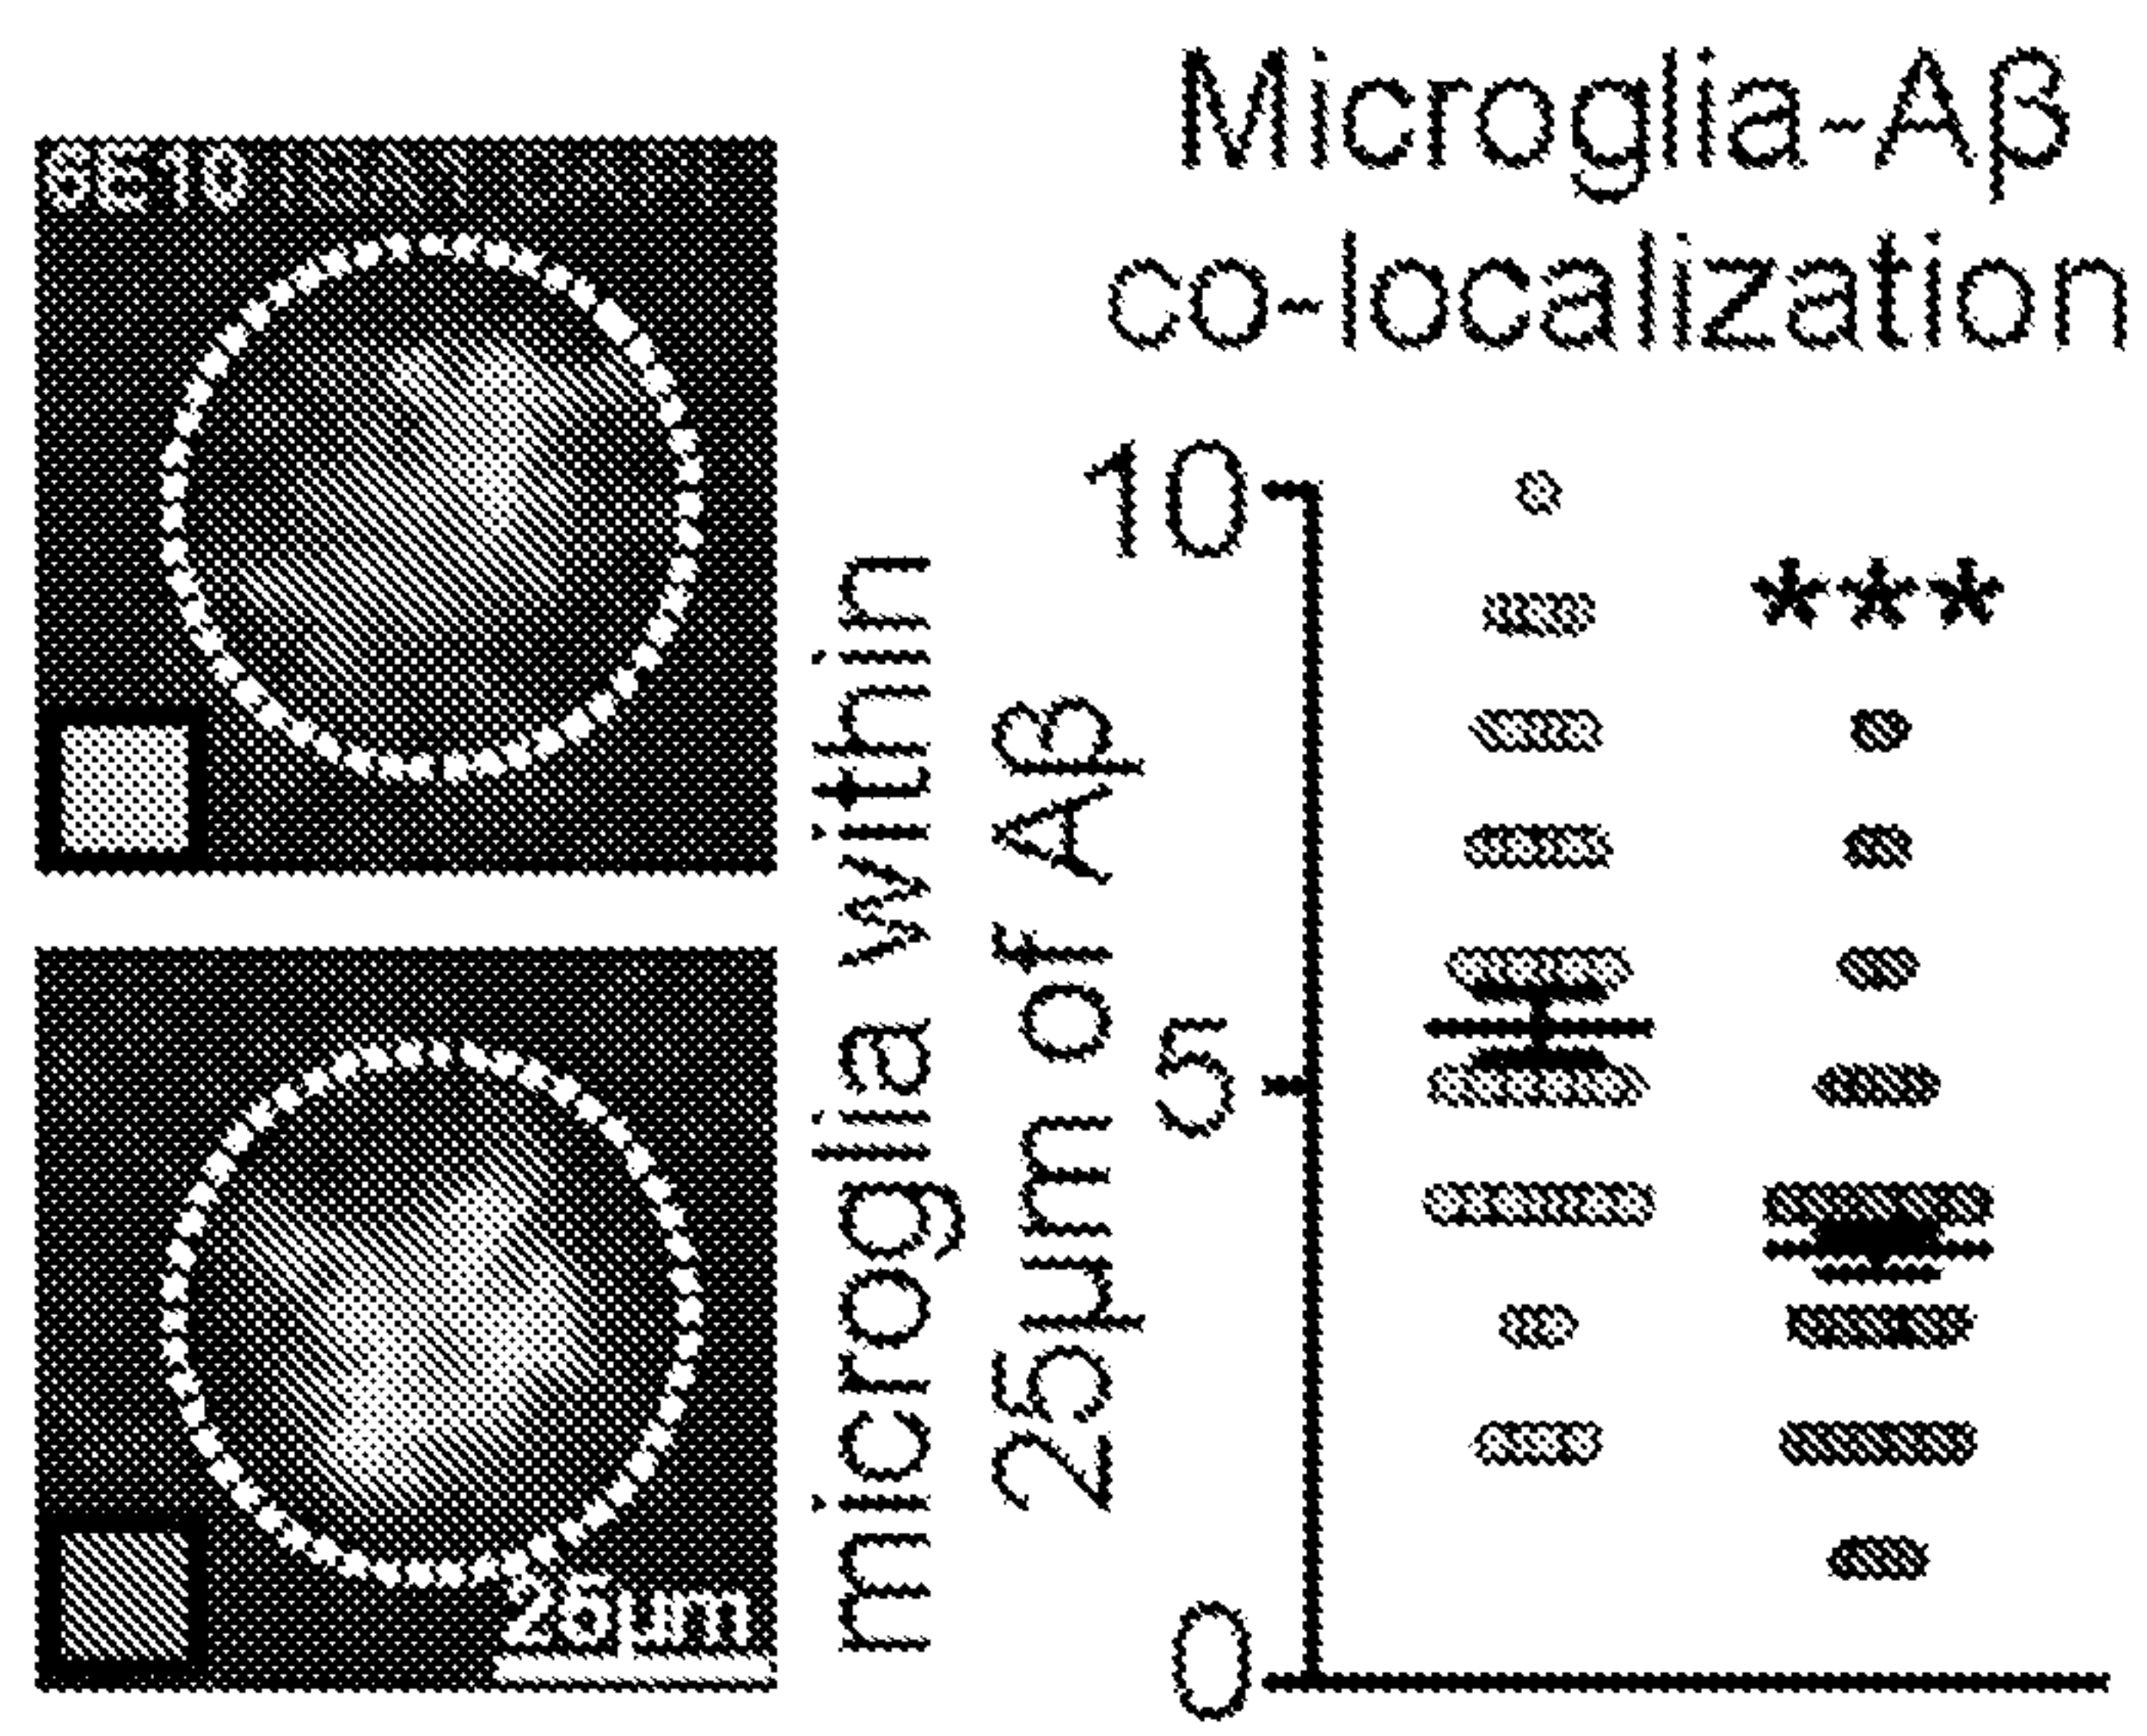 6E10
25µm
microglia within
25µm of Aβ
Microglia-Aβ
co-localization
10
5
0
***